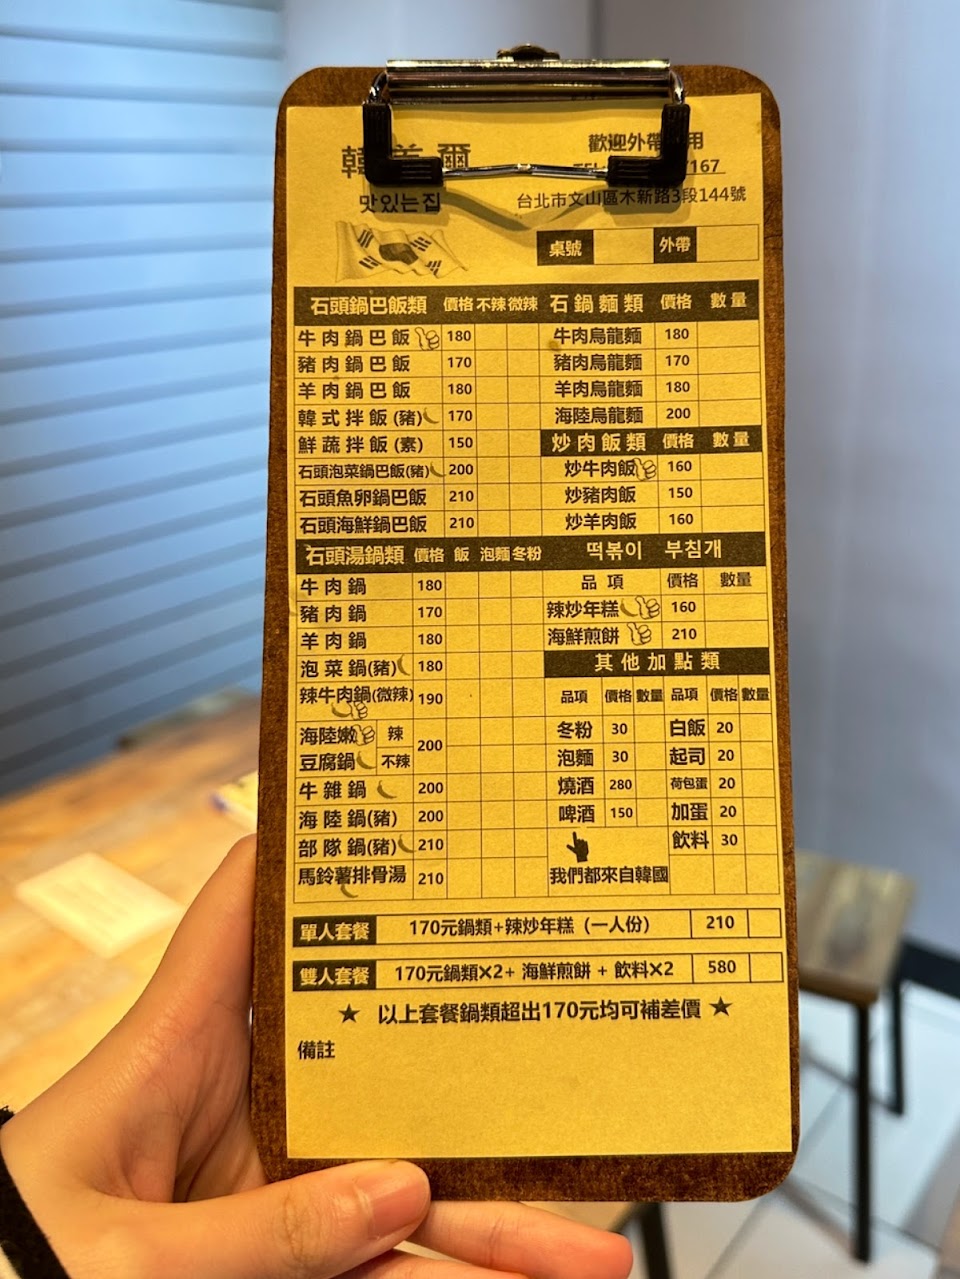 歡迎外帶
167
맛있는집
台北市文山區木新路3段144號
桌號 外帶
石頭鍋巴飯類 價格 不辣 微辣
牛肉鍋巴飯 180
豬肉鍋巴飯 170
羊肉鍋巴飯 180
韓式拌飯(豬) 170
鮮蔬拌飯(素) 150
石頭泡菜鍋巴飯(豬) 200
石頭魚卵鍋巴飯 210
石頭海鮮鍋巴飯 210
石頭湯鍋類 價格 飯 泡麵 冬粉
牛肉鍋 180
豬肉鍋 170
羊肉鍋 180
泡菜鍋(豬) 180
辣牛肉鍋(微辣) 190
海陸嫩 辣
豆腐鍋 不辣 200
牛雜鍋 200
海陸鍋(豬) 200
部隊鍋(豬) 210
馬鈴薯排骨湯 210
石鍋麵類 價格 數量
牛肉烏龍麵 180
豬肉烏龍麵 170
羊肉烏龍麵 180
海陸烏龍麵 200
炒肉飯類 價格 數量
炒牛肉飯 160
炒豬肉飯 150
炒羊肉飯 160
떡볶이 부침개
品項 價格 數量
辣炒年糕 160
海鮮煎餅 210
其他加點類
品項 價格 數量 品項 價格 數量
冬粉 30 白飯 20
泡麵 30 起司 20
燒酒 280 荷包蛋 20
啤酒 150 加蛋 20
飲料 30
我們都來自韓國
單人套餐 170元鍋類+辣炒年糕（一人份） 210
雙人套餐 170元鍋類×2+ 海鮮煎餅 + 飲料×2 580
★ 以上套餐鍋類超出170元均可補差價 ★
備註